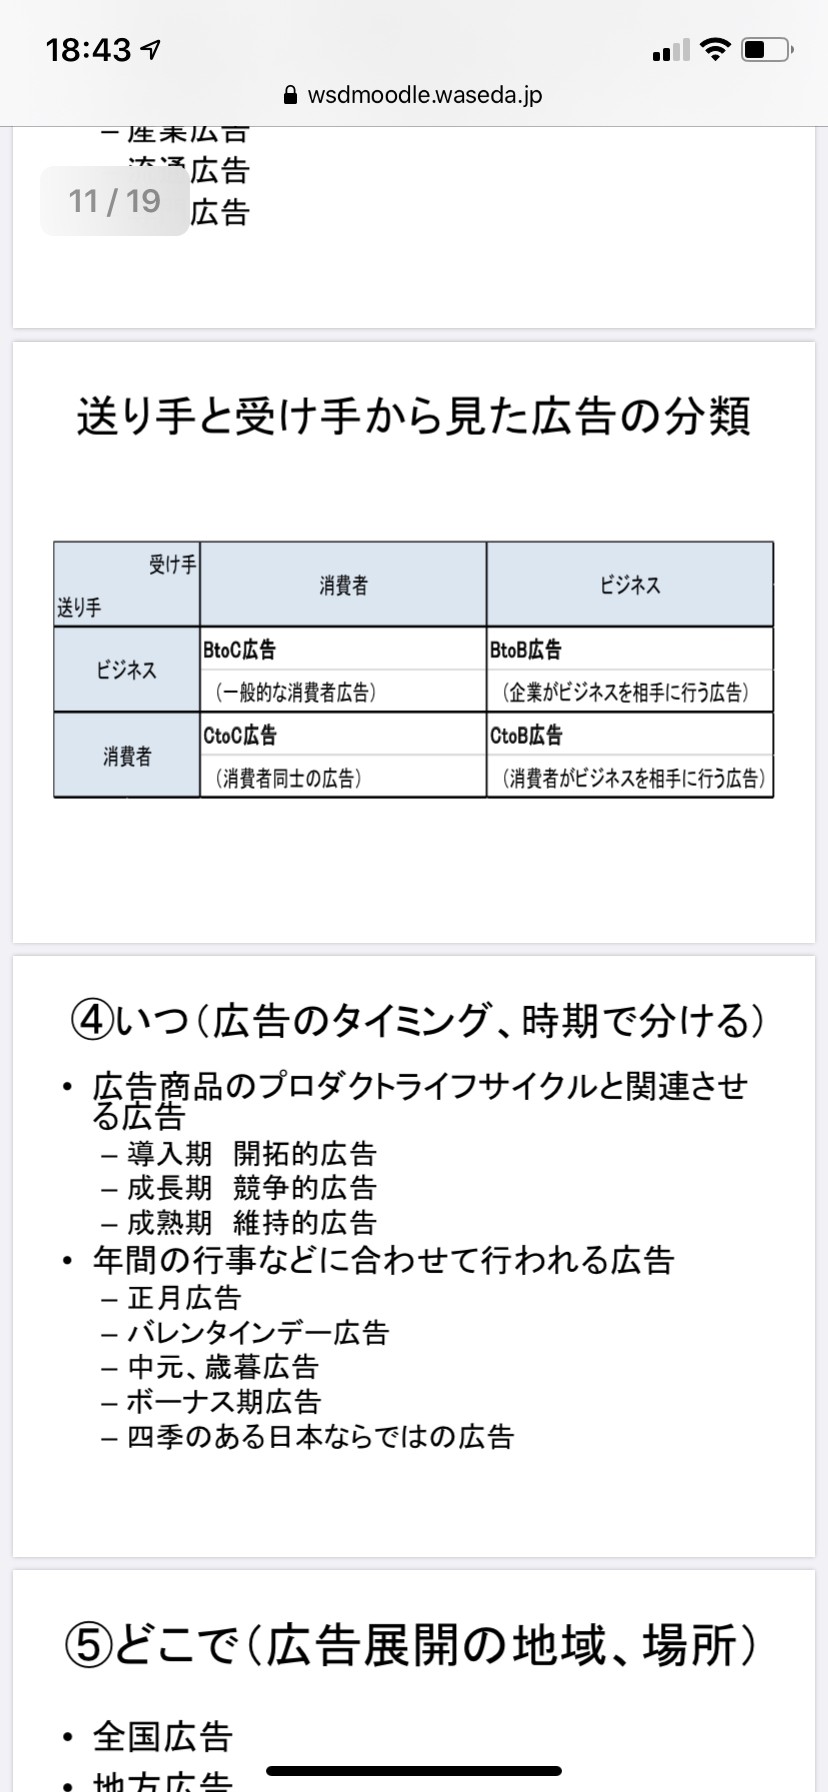 18:43
wsdmoodle.waseda.jp
– 産業広告
流通広告
広告
11 / 19
送り手と受け手から見た広告の分類
受け手
送り手
消費者
ビジネス
ビジネス
BtoC広告
(一般的な消費者広告)
BtoB広告
(企業がビジネスを相手に行う広告)
消費者
CtoC広告
(消費者同士の広告)
CtoB広告
(消費者がビジネスを相手に行う広告)
④いつ(広告のタイミング、時期で分ける)
• 広告商品のプロダクトライフサイクルと関連させ
る広告
– 導入期 開拓的広告
– 成長期 競争的広告
– 成熟期 維持的広告
• 年間の行事などに合わせて行われる広告
– 正月広告
– バレンタインデー広告
– 中元、歳暮広告
– ボーナス期広告
– 四季のある日本ならではの広告
⑤どこで(広告展開の地域、場所)
• 全国広告
• 地方広告